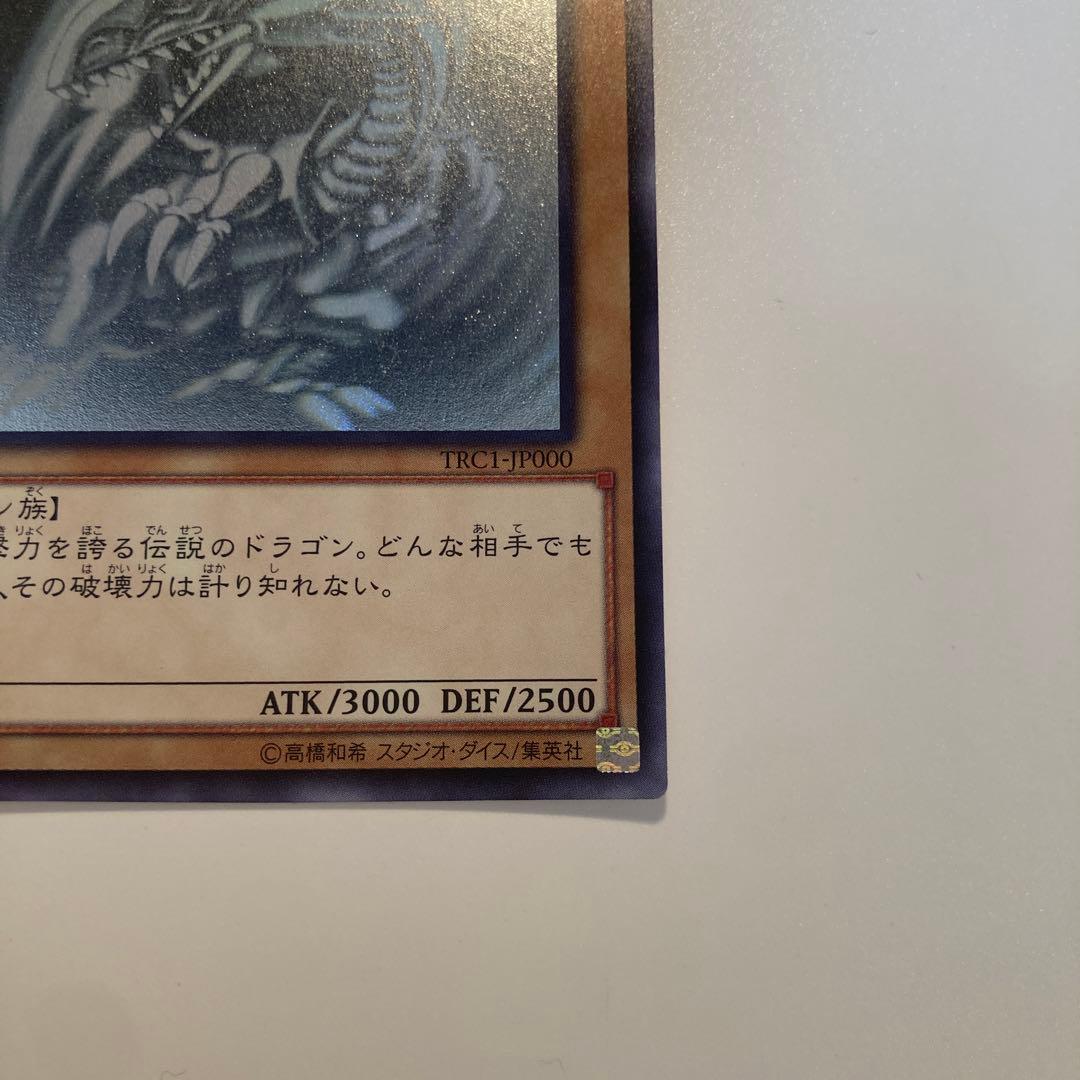 TRC1-JP000
ン族】
力を誇る伝説のドラゴン。どんな相手でも
、その破壊力は計り知れない。
ATK/3000 DEF/2500
©高橋和希 スタジオ・ダイス/集英社